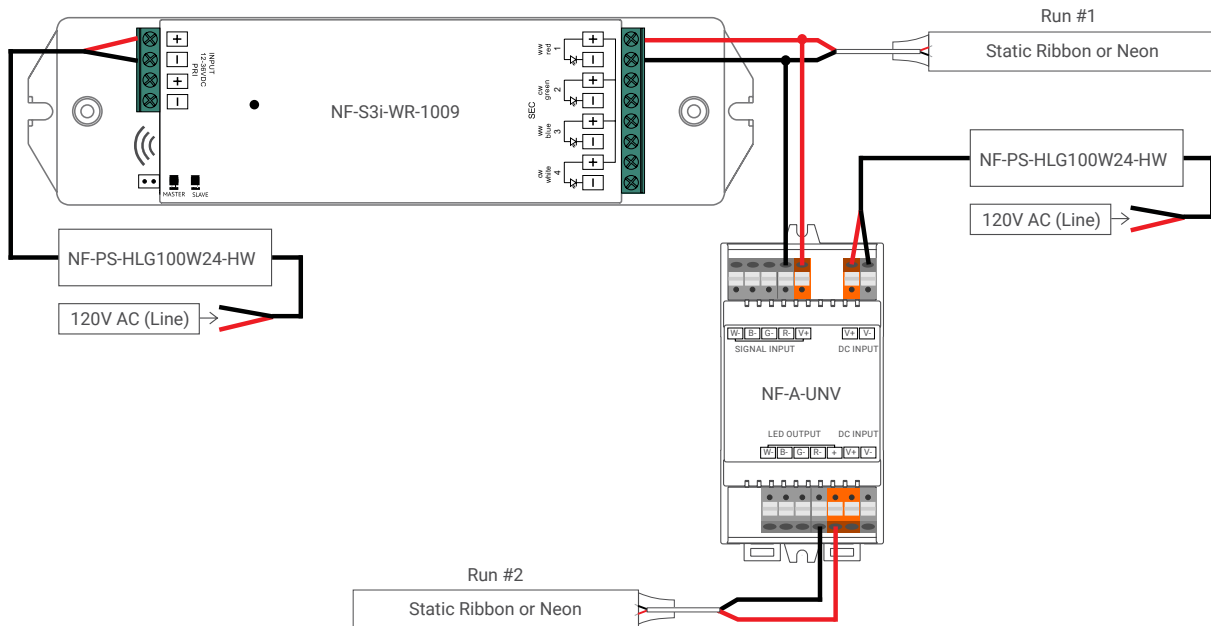 Run #1
Static Ribbon or Neon
+
−
+
−
INPUT
12-36VDC
PRI
NF-S3i-WR-1009
MASTER
SLAVE
SEC
ww
red
1
+
−
cw
green
2
+
−
ww
blue
3
+
−
cw
white
4
+
−
NF-PS-HLG100W24-HW
120V AC (Line)
NF-PS-HLG100W24-HW
120V AC (Line)
W- B- G- R- V+
V+ V-
SIGNAL INPUT
DC INPUT
NF-A-UNV
LED OUTPUT
DC INPUT
W- B- G- R- + V+ V-
Run #2
Static Ribbon or Neon